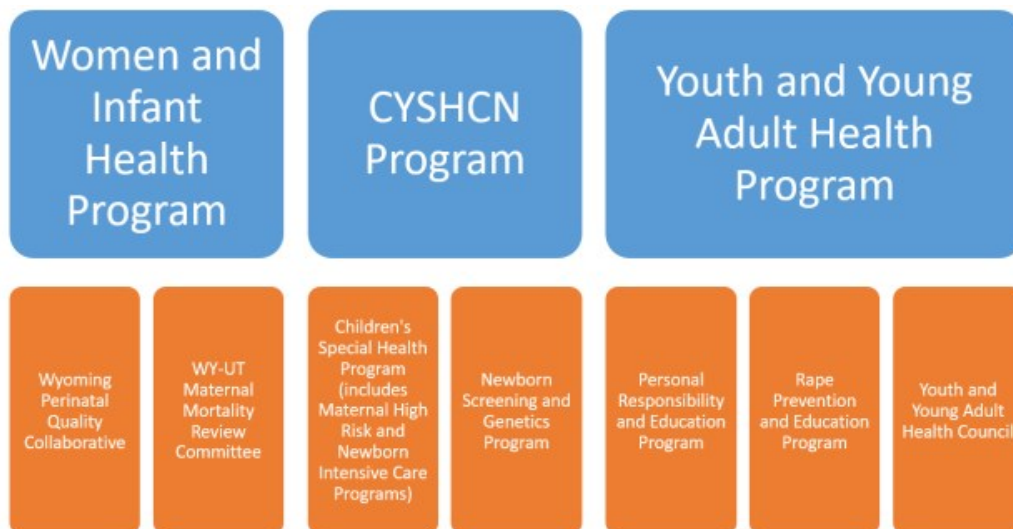 Women and
Infant
Health
Program
CYSHCN
Program
Youth and Young
Adult Health
Program
Wyoming
Perinatal
Quality
Collaborative
WY-UT
Maternal
Mortality
Review
Committee
Children's
Special Health
Program
(includes
Maternal High
Risk and
Newborn
Intensive Care
Programs)
Newborn
Screening and
Genetics
Program
Personal
Responsibility
and Education
Program
Rape
Prevention
and Education
Program
Youth and
Young Adult
Health Council